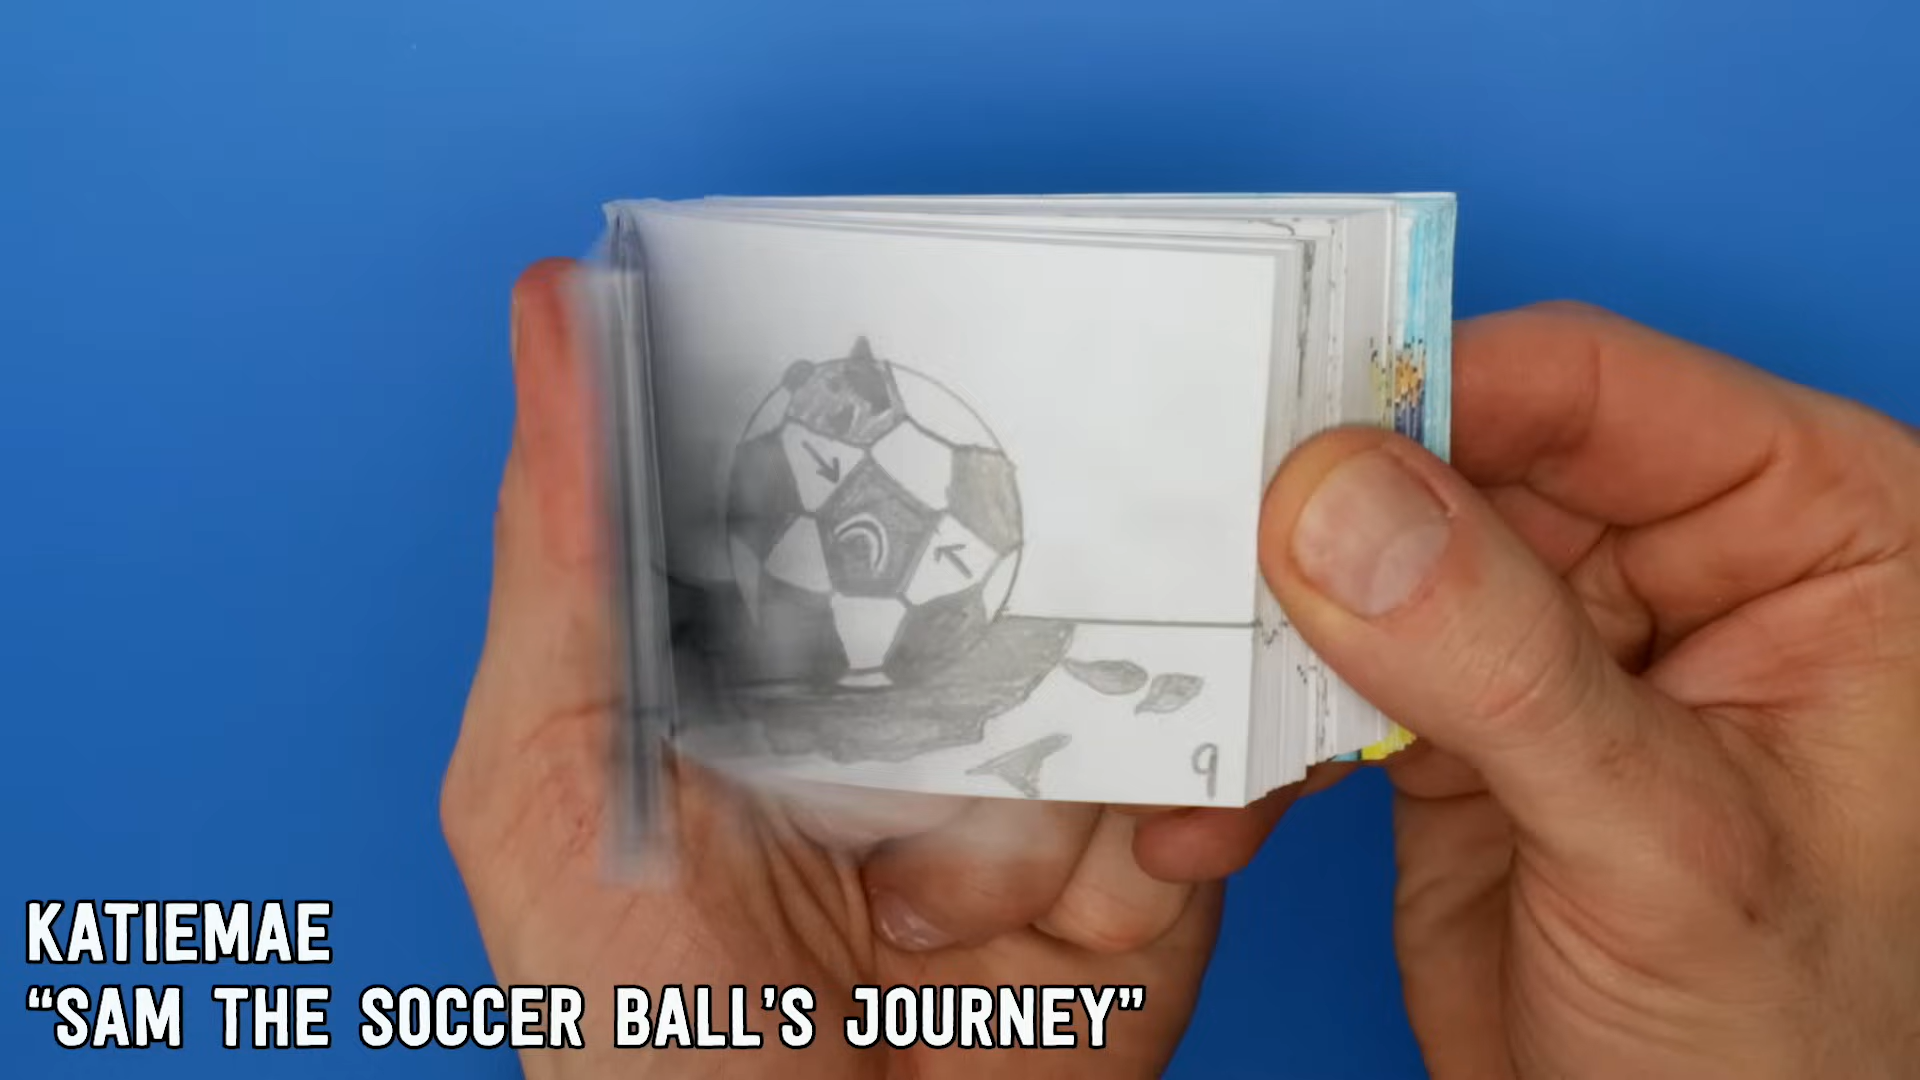 9
KATIEMAE
“SAM THE SOCCER BALL’S JOURNEY”